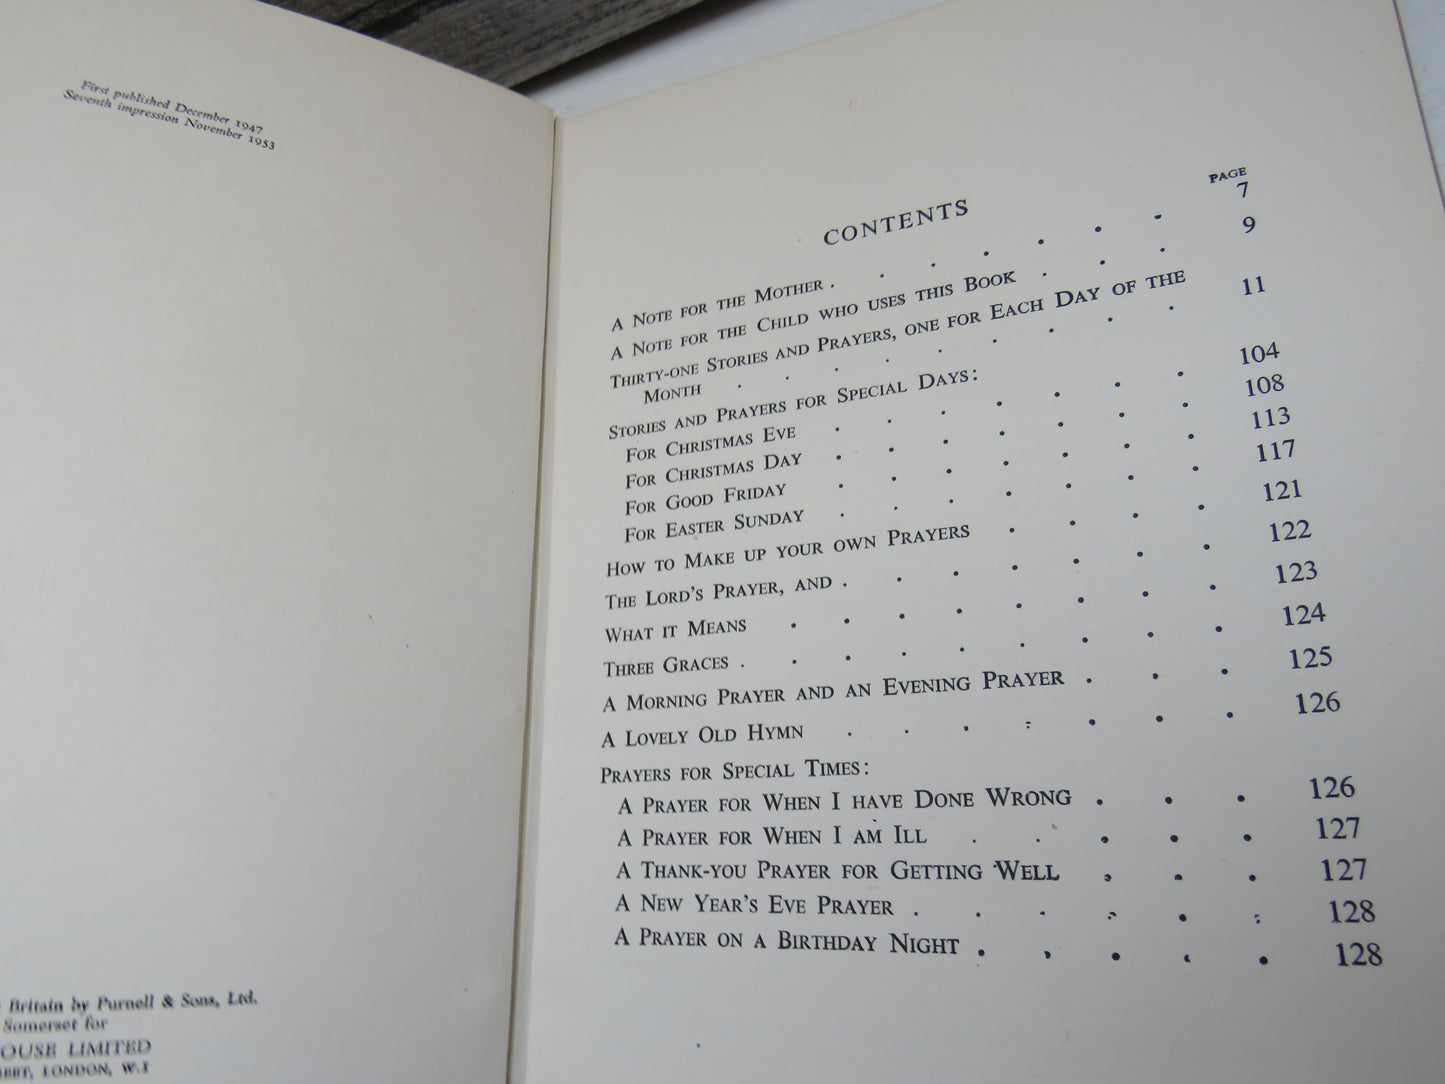 First published December 1947
Seventh impression November 1953
Britain by Purnell & Sons, Ltd.
Somerset for
OUSE LIMITED
LONDON, W.1
CONTENTS
PAGE
A Note for the Mother . . . . . . 7
A Note for the Child who uses this Book . . . 9
Thirty-one Stories and Prayers, one for Each Day of the
Month . . . . . . . . 11
Stories and Prayers for Special Days:
For Christmas Eve . . . . . . 104
For Christmas Day . . . . . . 108
For Good Friday . . . . . . 113
For Easter Sunday . . . . . . 117
How to Make up your own Prayers . . . . 121
The Lord's Prayer, and . . . . . . . 122
What it Means . . . . . . . . 123
Three Graces . . . . . . . . 124
A Morning Prayer and an Evening Prayer . . . 125
A Lovely Old Hymn . . . . . . . 126
Prayers for Special Times:
A Prayer for When I have Done Wrong . . . 126
A Prayer for When I am Ill . . . . . 127
A Thank-you Prayer for Getting Well . . . 127
A New Year's Eve Prayer . . . . . . 128
A Prayer on a Birthday Night . . . . . 128